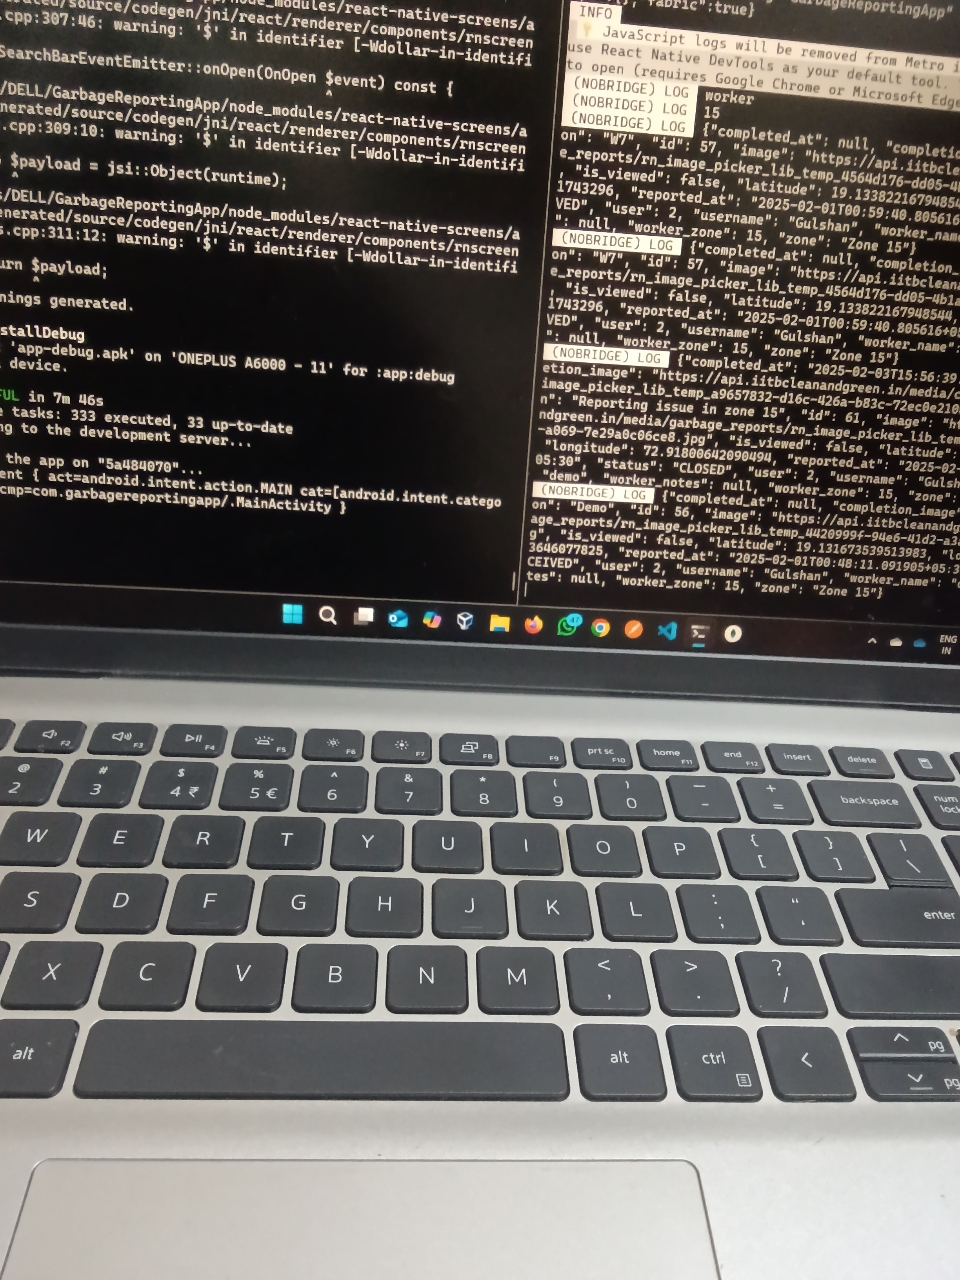 /source/codegen/jni/react/renderer/components/rnscreen
s.cpp:307:46: warning: '$' in identifier [-Wdollar-in-identifi
SearchBarEventEmitter::onOpen(OnOpen $event) const {
^
/DELL/GarbageReportingApp/node_modules/react-native-screens/a
nerated/source/codegen/jni/react/renderer/components/rnscreen
.cpp:309:10: warning: '$' in identifier [-Wdollar-in-identifi
$payload = jsi::Object(runtime);
^
s/DELL/GarbageReportingApp/node_modules/react-native-screens/a
enerated/source/codegen/jni/react/renderer/components/rnscreen
s.cpp:311:12: warning: '$' in identifier [-Wdollar-in-identifi
urn $payload;
^
nings generated.
stallDebug
'app-debug.apk' on 'ONEPLUS A6000 - 11' for :app:debug
device.
FUL in 7m 46s
e tasks: 333 executed, 33 up-to-date
ng to the development server...
the app on "5a484070"...
ent { act=android.intent.action.MAIN cat=[android.intent.catego
cmp=com.garbagereportingapp/.MainActivity }
"fabric":true}
INFO
JavaScript logs will be removed from Metro i
use React Native DevTools as your default tool.
to open (requires Google Chrome or Microsoft Edge
(NOBRIDGE) LOG worker
(NOBRIDGE) LOG 15
(NOBRIDGE) LOG {"completed_at": null, "completio
on": "W7", "id": 57, "image": "https://api.iitbclea
e_reports/rn_image_picker_lib_temp_4564d176-dd05-4b
, "is_viewed": false, "latitude": 19.1338221679485
1743296, "reported_at": "2025-02-01T00:59:40.805616
VED", "user": 2, "username": "Gulshan", "worker_nam
": null, "worker_zone": 15, "zone": "Zone 15"}
(NOBRIDGE) LOG {"completed_at": null, "completion_
on": "W7", "id": 57, "image": "https://api.iitbclean
e_reports/rn_image_picker_lib_temp_4564d176-dd05-4b1a
, "is_viewed": false, "latitude": 19.133822167948544,
1743296, "reported_at": "2025-02-01T00:59:40.805616+05
VED", "user": 2, "username": "Gulshan", "worker_name":
": null, "worker_zone": 15, "zone": "Zone 15"}
(NOBRIDGE) LOG {"completed_at": "2025-02-03T15:56:39.
etion_image": "https://api.iitbcleanandgreen.in/media/c
image_picker_lib_temp_a9657832-d16c-426a-b83c-72ec0e210
n": "Reporting issue in zone 15", "id": 61, "image": "ht
ndgreen.in/media/garbage_reports/rn_image_picker_lib_tem
-a069-7e29a0c06ce8.jpg", "is_viewed": false, "latitude":
"longitude": 72.91800642090494, "reported_at": "2025-02-
05:30", "status": "CLOSED", "user": 2, "username": "Gulsh
"demo", "worker_notes": null, "worker_zone": 15, "zone":
(NOBRIDGE) LOG {"completed_at": null, "completion_image"
on": "Demo", "id": 56, "image": "https://api.iitbcleanandg
age_reports/rn_image_picker_lib_temp_4420999f-94e6-41d2-a3
g", "is_viewed": false, "latitude": 19.131673539513983, "lo
3646077825, "reported_at": "2025-02-01T00:48:11.091905+05:3
CEIVED", "user": 2, "username": "Gulshan", "worker_name": "
tes": null, "worker_zone": 15, "zone": "Zone 15"}
ENG
IN
F2 F3 F4 F5 F6 F7 F8 F9 prt sc F10 home F11 end F12 insert delete
@ # $ % ^ & * ( ) _ +
2 3 4 ₹ 5 € 6 7 8 9 0 - = backspace num lock
W E R T Y U I O P { [ } ] | \
S D F G H J K L : ; " ' enter
X C V B N M < , > . ? /
alt alt ctrl < ^ pg
pg